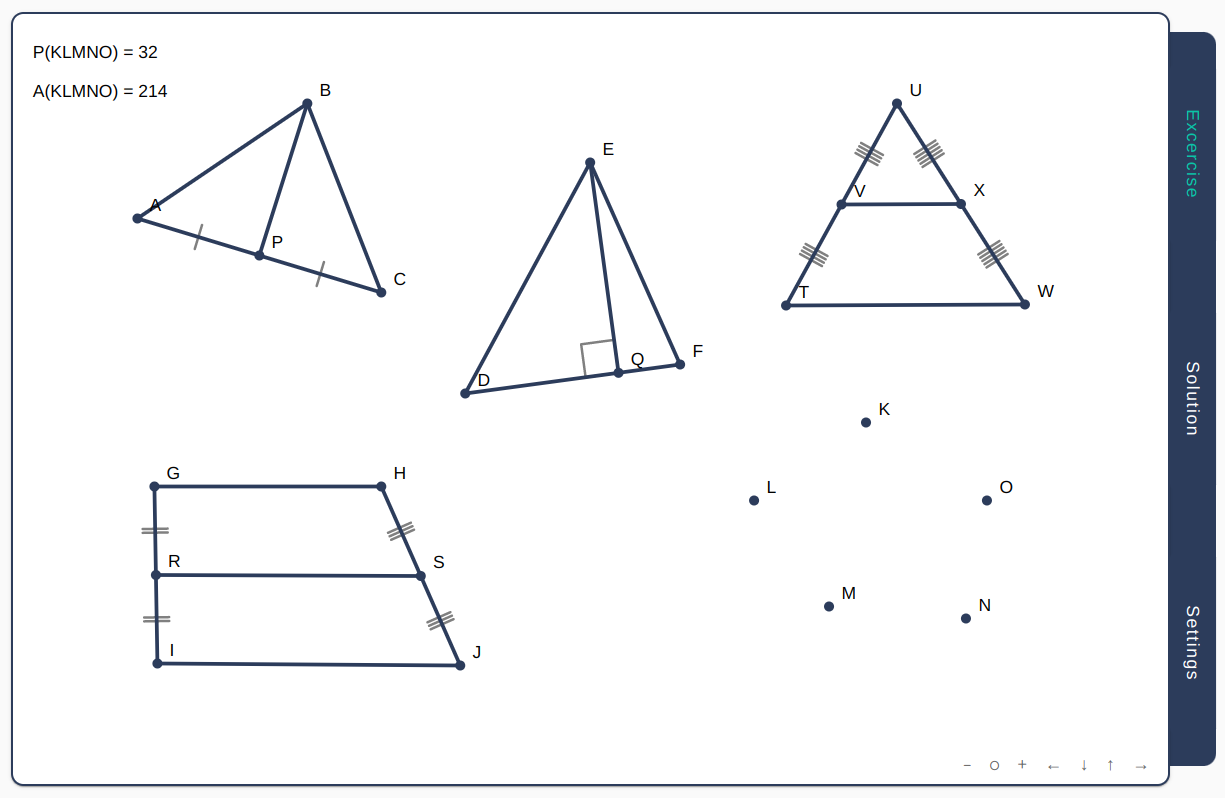 P(KLMNO) = 32
A(KLMNO) = 214
B
A
P
C
E
D
Q
F
U
V
X
T
W
K
L
O
M
N
G
H
R
S
I
J
Excercise
Solution
Settings
- ○ + ← ↓ ↑ →